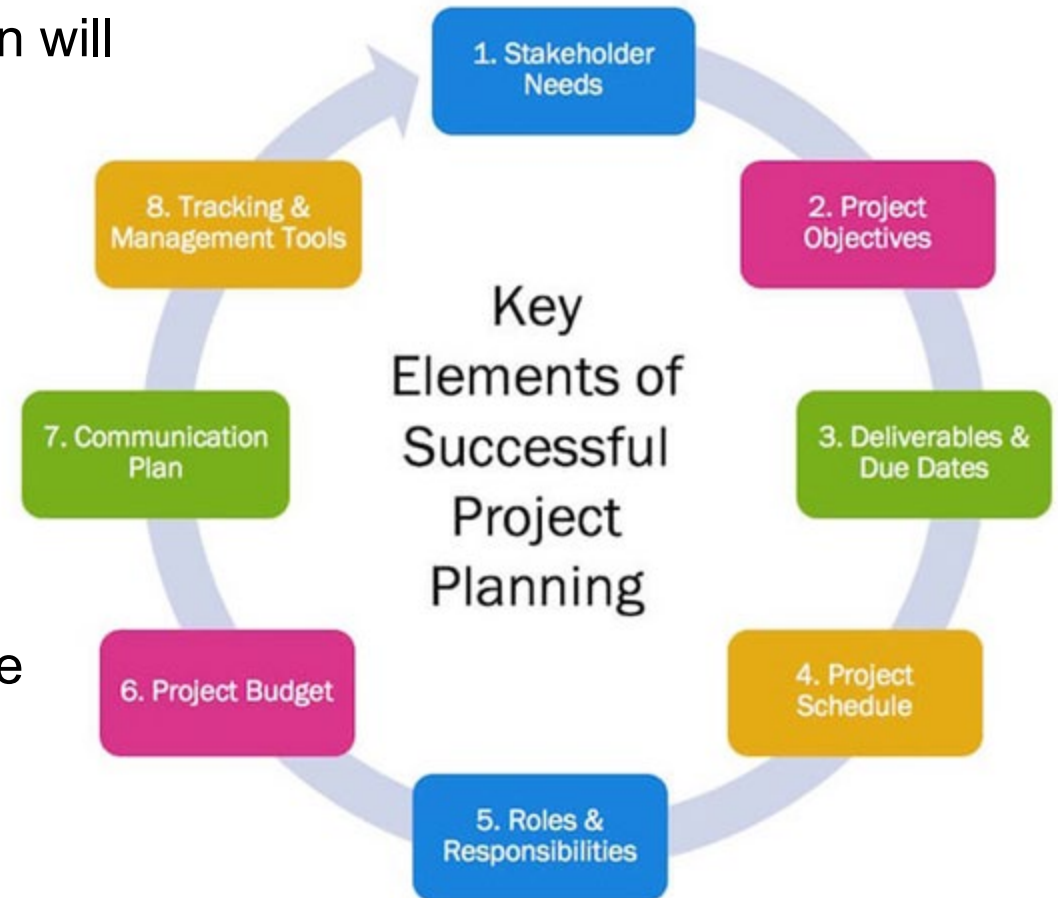 n will
1. Stakeholder
Needs
2. Project
Objectives
3. Deliverables &
Due Dates
4. Project
Schedule
5. Roles &
Responsibilities
6. Project Budget
7. Communication
Plan
8. Tracking &
Management Tools
Key
Elements of
Successful
Project
Planning
e